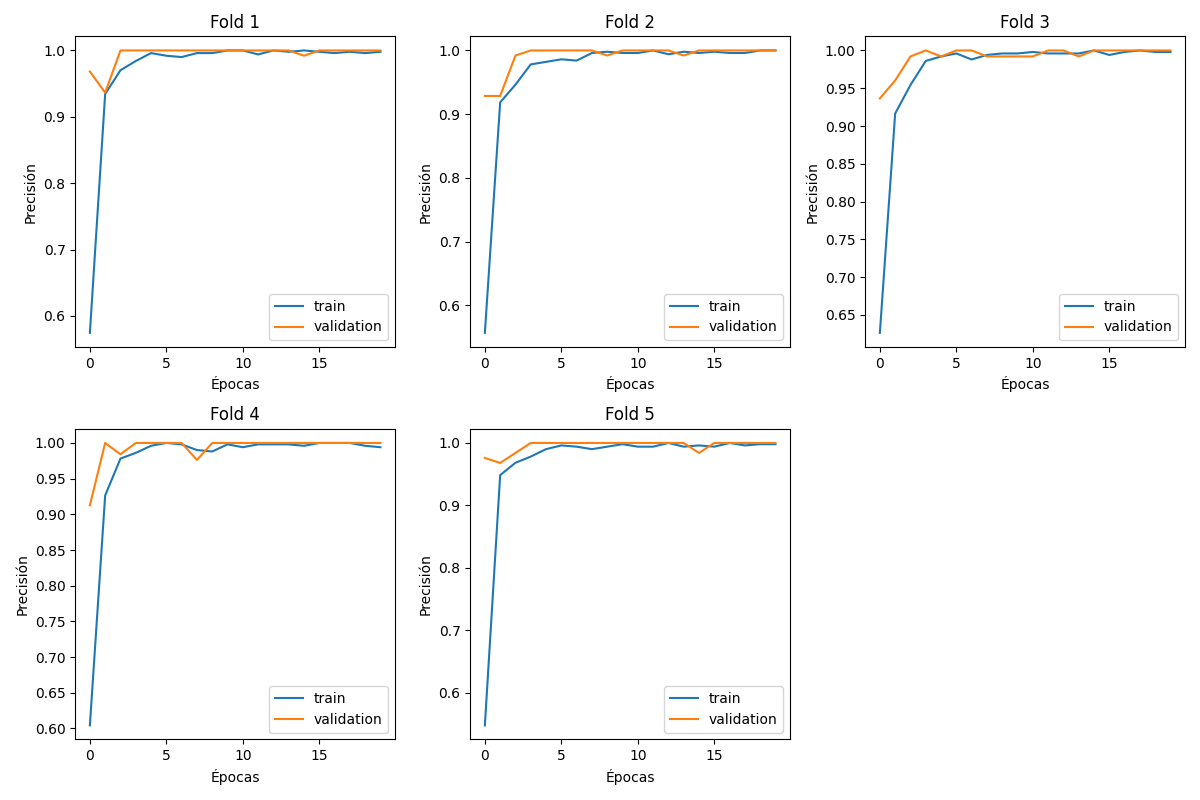 Fold 1
1.0
0.9
0.8
0.7
0.6
Precisión
0 5 10 15
Épocas
train
validation
Fold 2
1.0
0.9
0.8
0.7
0.6
Precisión
0 5 10 15
Épocas
train
validation
Fold 3
1.00
0.95
0.90
0.85
0.80
0.75
0.70
0.65
Precisión
0 5 10 15
Épocas
train
validation
Fold 4
1.00
0.95
0.90
0.85
0.80
0.75
0.70
0.65
0.60
Precisión
0 5 10 15
Épocas
train
validation
Fold 5
1.0
0.9
0.8
0.7
0.6
Precisión
0 5 10 15
Épocas
train
validation